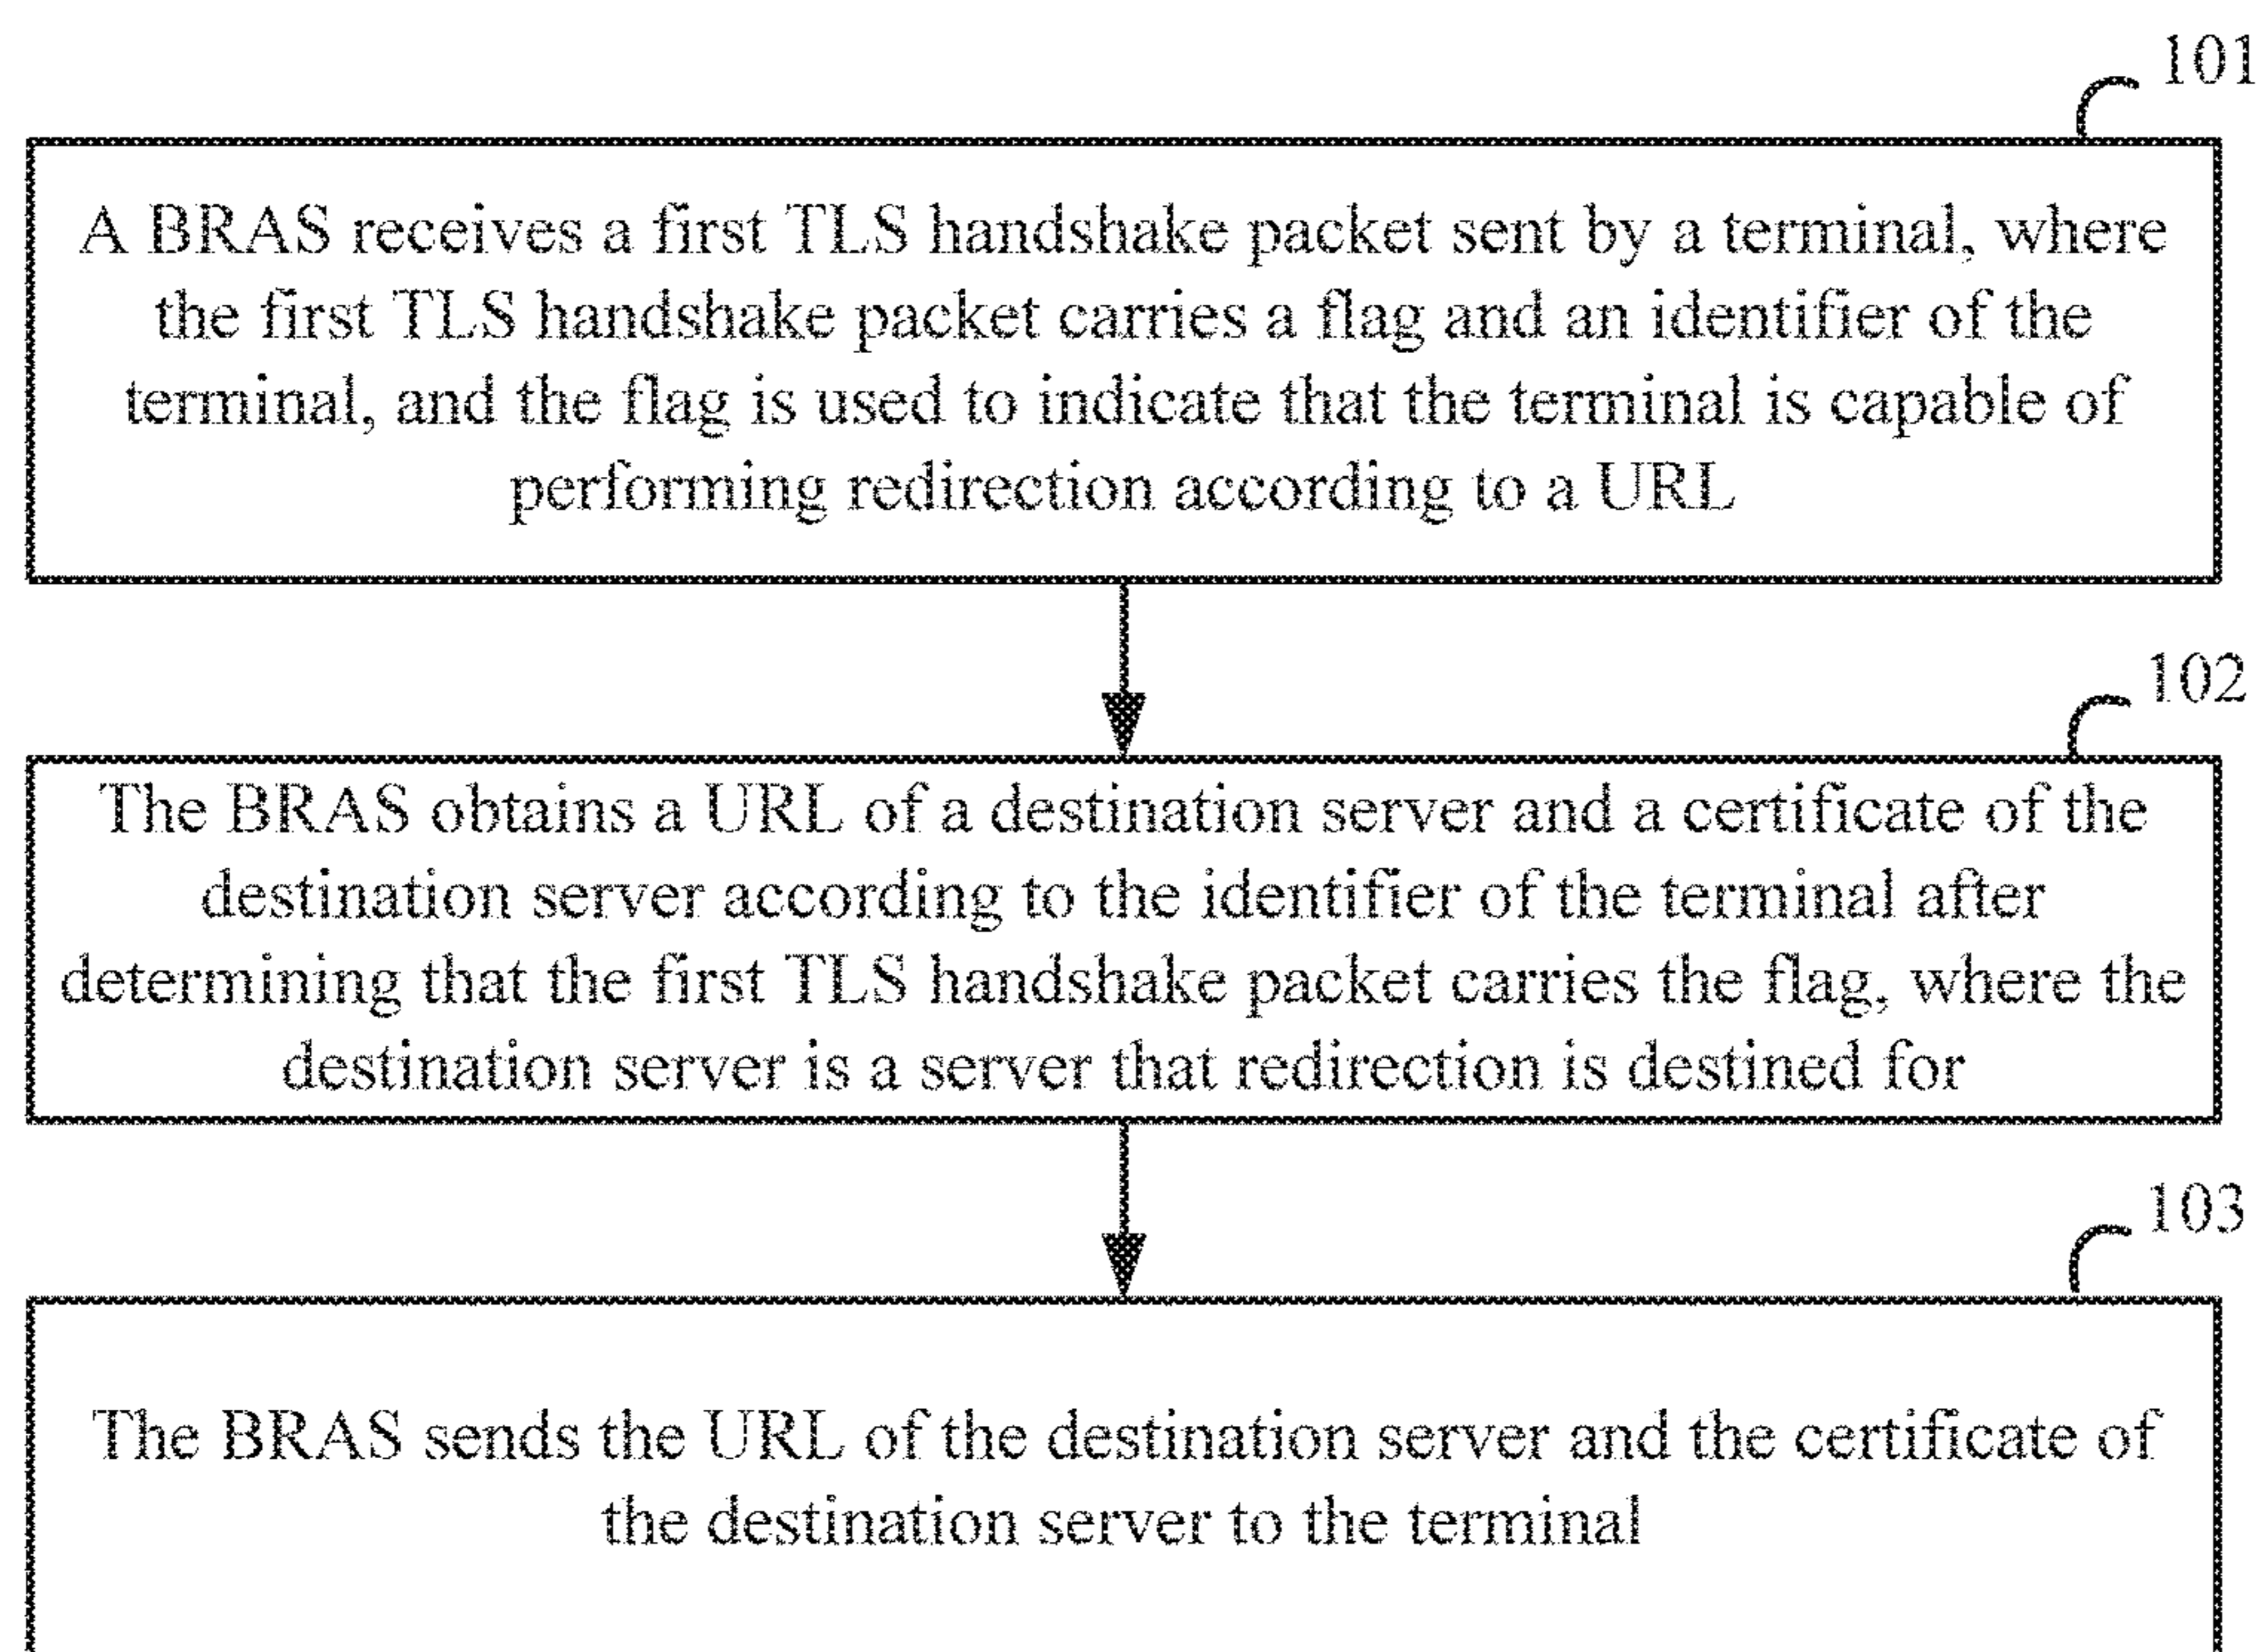 101
A BRAS receives a first TLS handshake packet sent by a terminal, where
the first TLS handshake packet carries a flag and an identifier of the
terminal, and the flag is used to indicate that the terminal is capable of
performing redirection according to a URL
102
The BRAS obtains a URL of a destination server and a certificate of the
destination server according to the identifier of the terminal after
determining that the first TLS handshake packet carries the flag, where the
destination server is a server that redirection is destined for
103
The BRAS sends the URL of the destination server and the certificate of
the destination server to the terminal